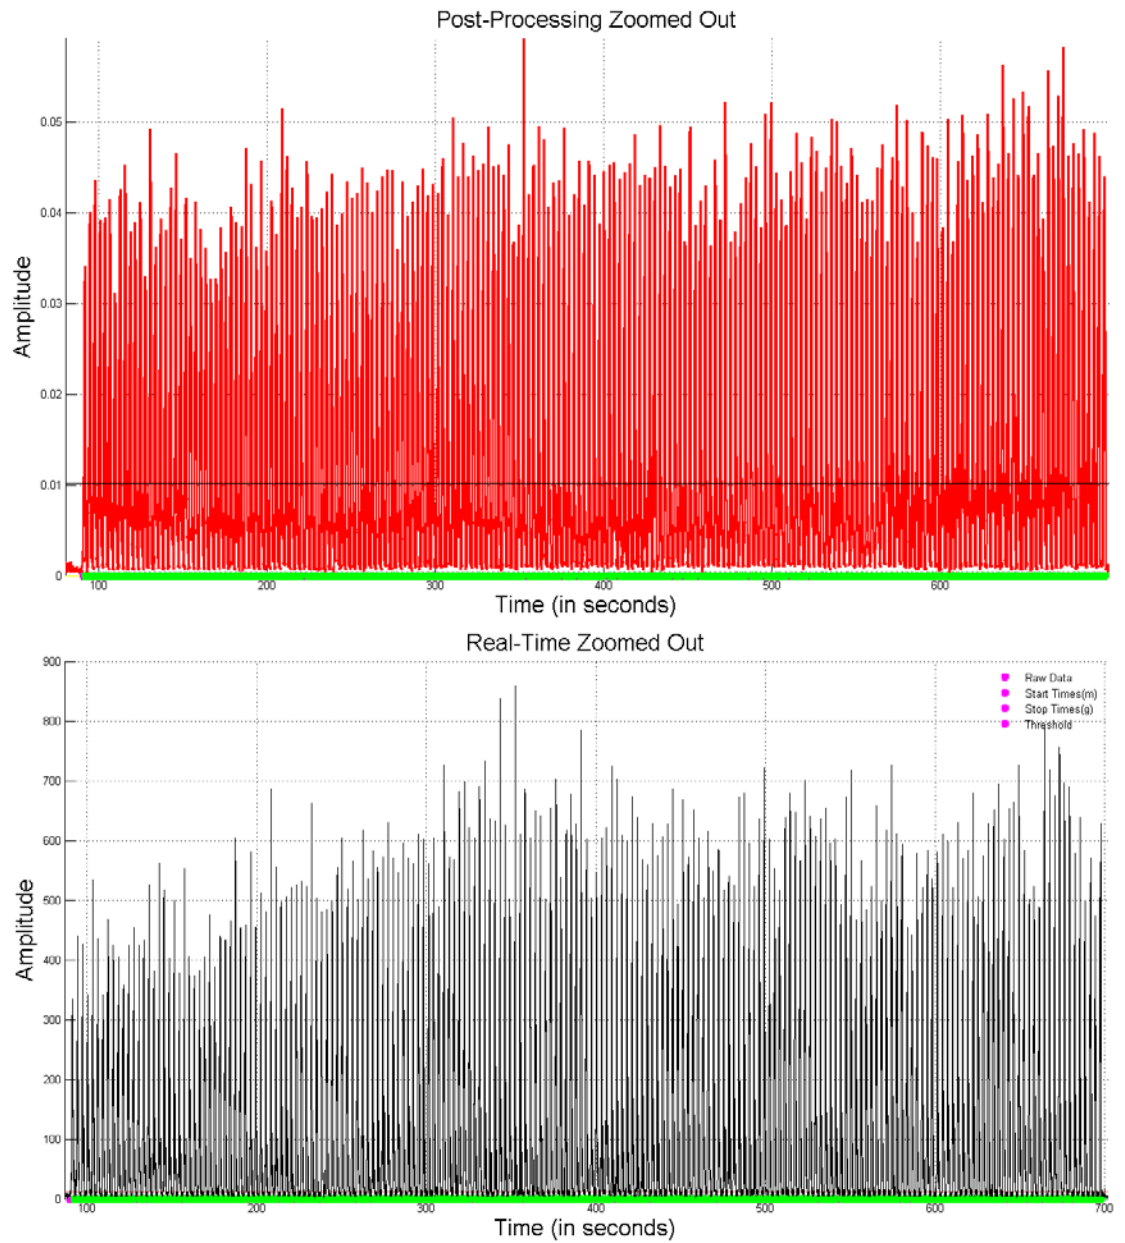 Post-Processing Zoomed Out
0.05
0.04
0.03
0.02
0.01
0
Amplitude
100 200 300 400 500 600
Time (in seconds)
Real-Time Zoomed Out
900
800
700
600
500
400
300
200
100
0
Amplitude
Raw Data
Start Times(m)
Stop Times(g)
Threshold
100 200 300 400 500 600 700
Time (in seconds)